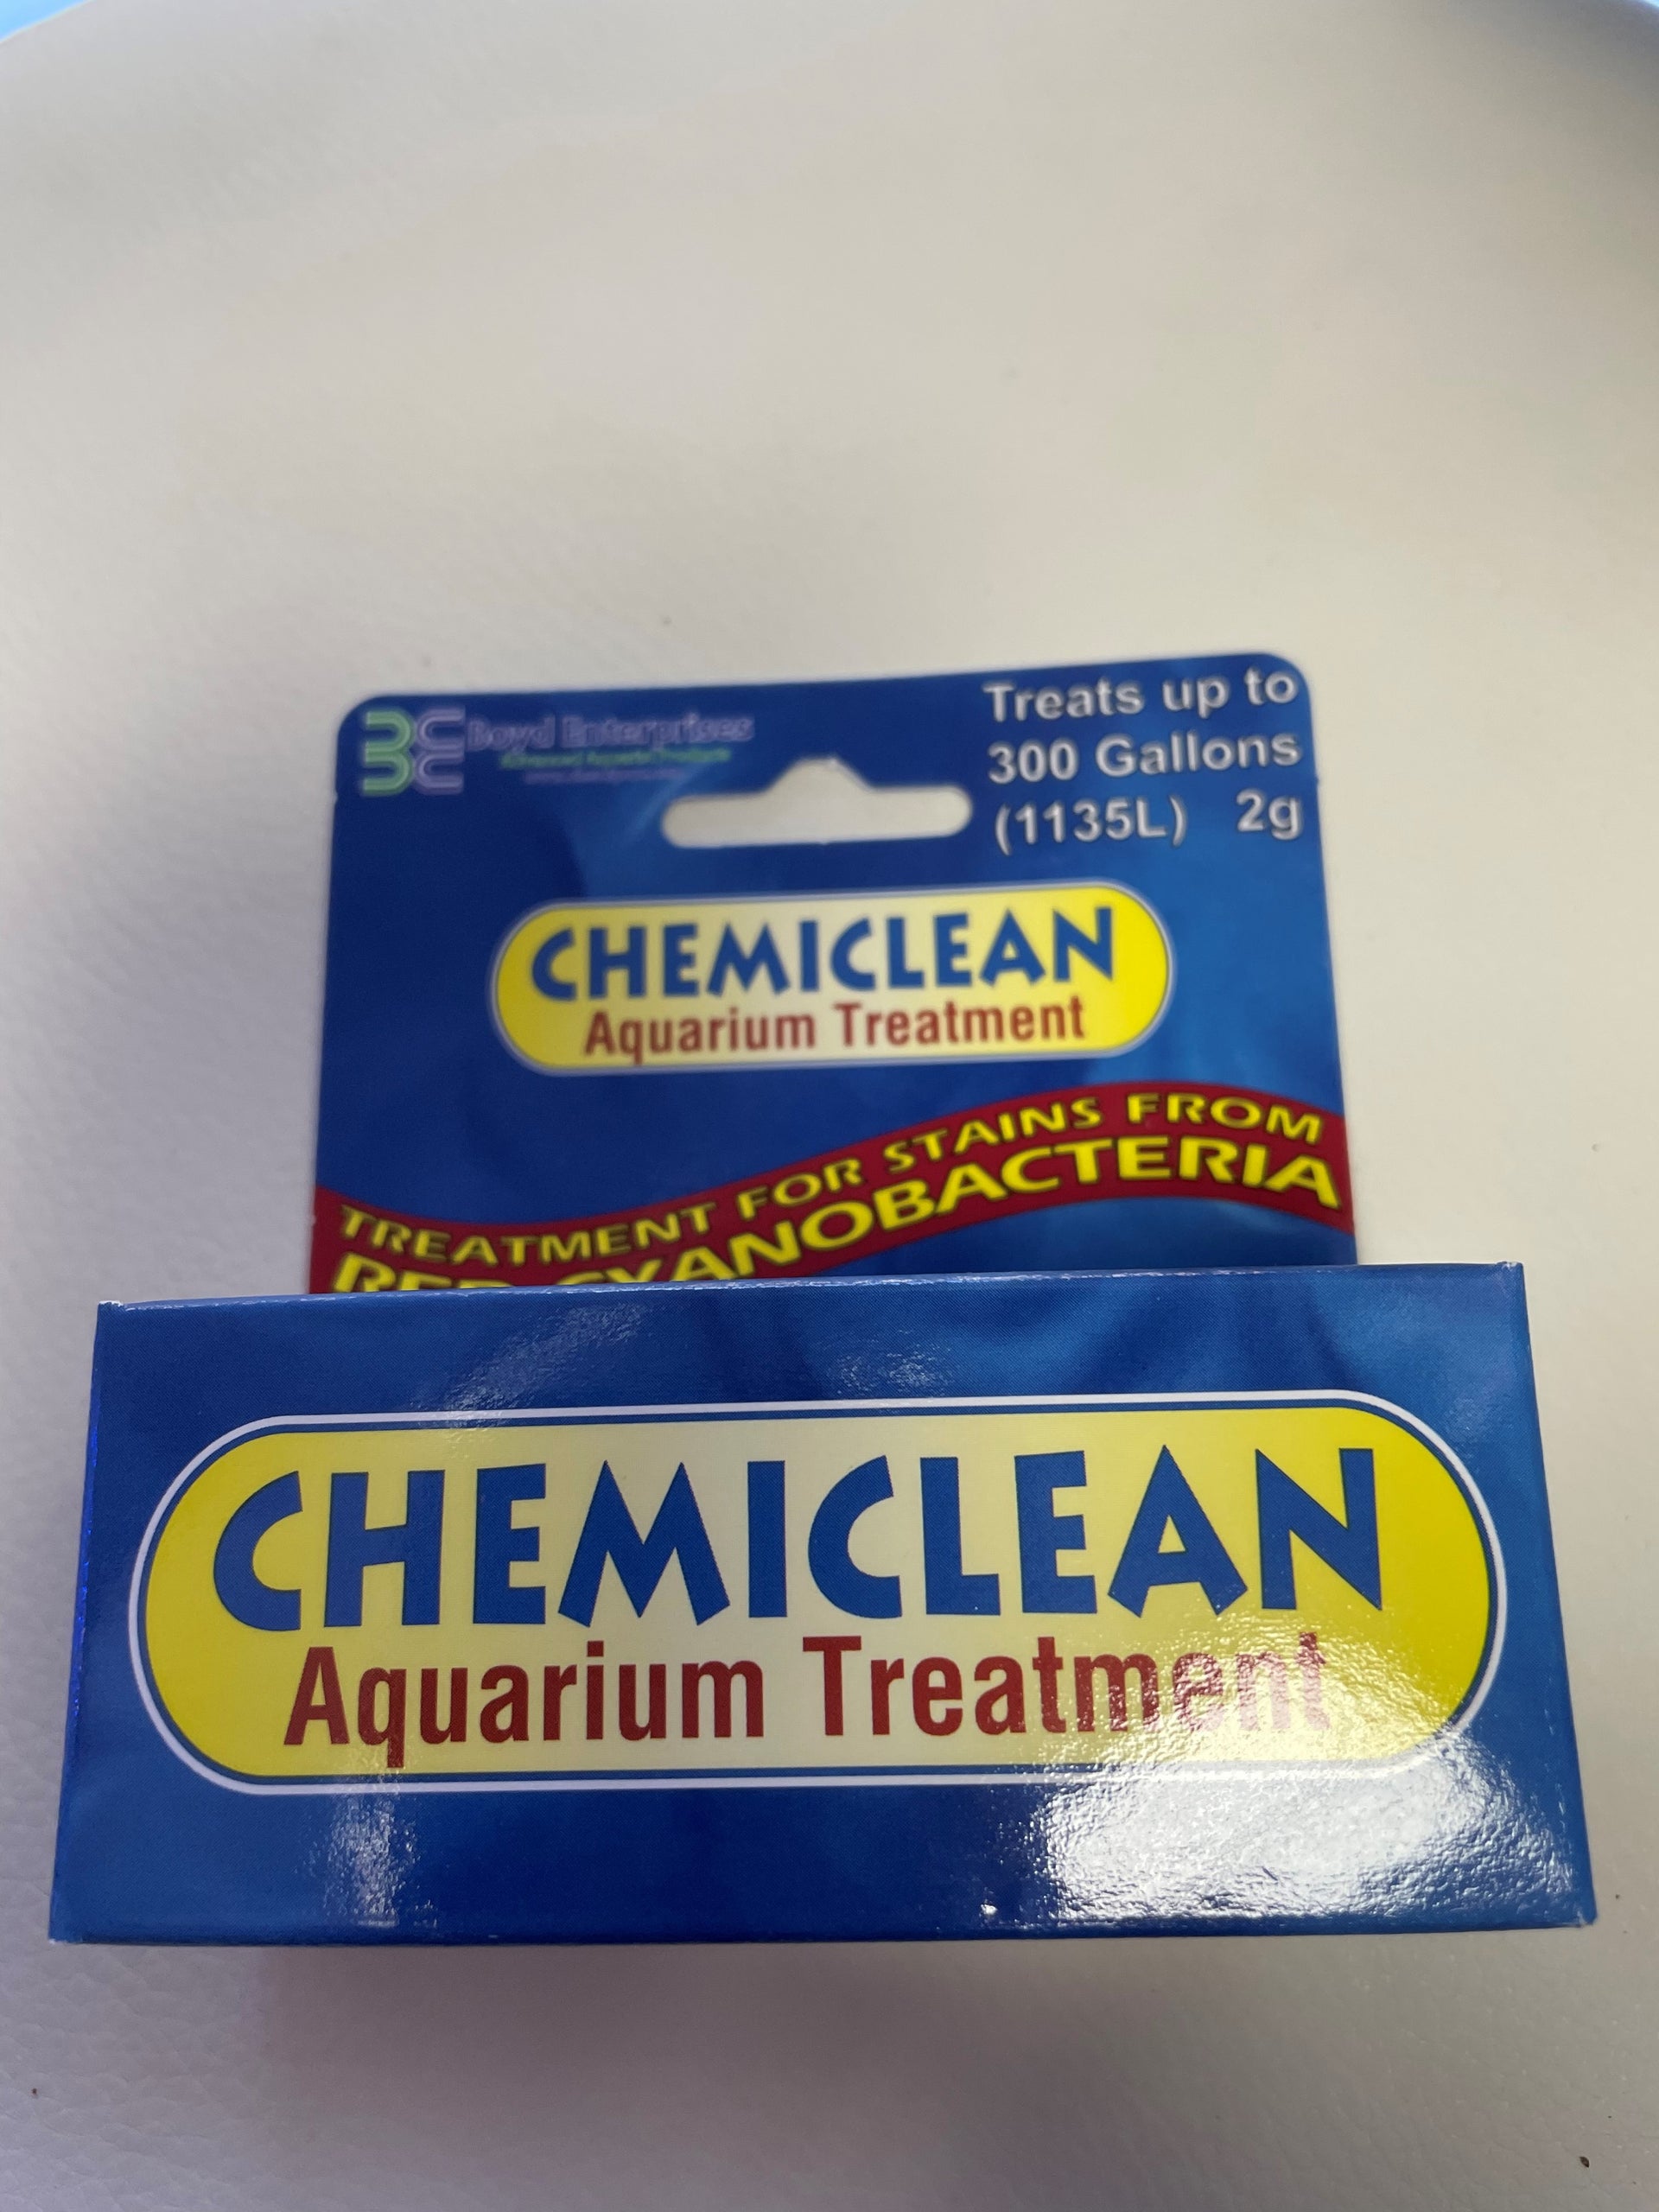 Boyd Enterprises
Treats up to
300 Gallons
(1135L) 2g
CHEMICLEAN
Aquarium Treatment
TREATMENT FOR STAINS FROM
RED CYANOBACTERIA
CHEMICLEAN
Aquarium Treatment